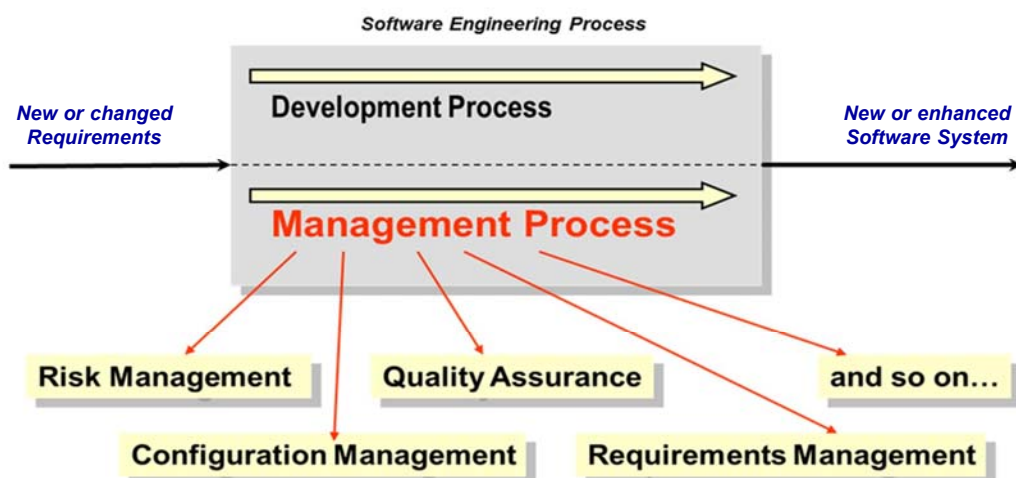 Software Engineering Process
Development Process
New or changed
Requirements
New or enhanced
Software System
Management Process
Risk Management
Quality Assurance
and so on…
Configuration Management
Requirements Management